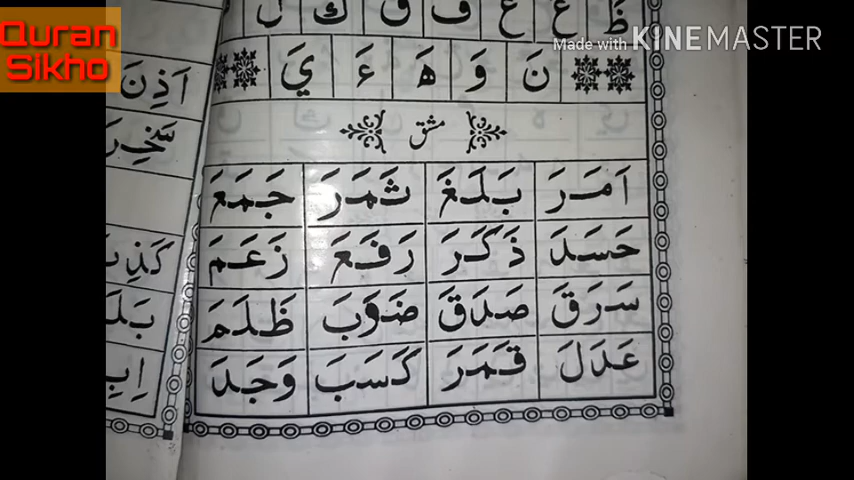 Quran
Sikho
Made with KINEMASTER
ظَ عَ غَ فَ قَ كَ لَ
نَ وَ هَ ءَ يَ
مشق
اَمَرَ بَلَغَ ثَمَرَ جَمَعَ
حَسَدَ ذَكَرَ رَفَعَ زَعَمَ
سَرَقَ صَدَقَ ضَرَبَ ظَلَمَ
عَدَلَ قَمَرَ كَسَبَ وَجَدَ
اَذِنَ